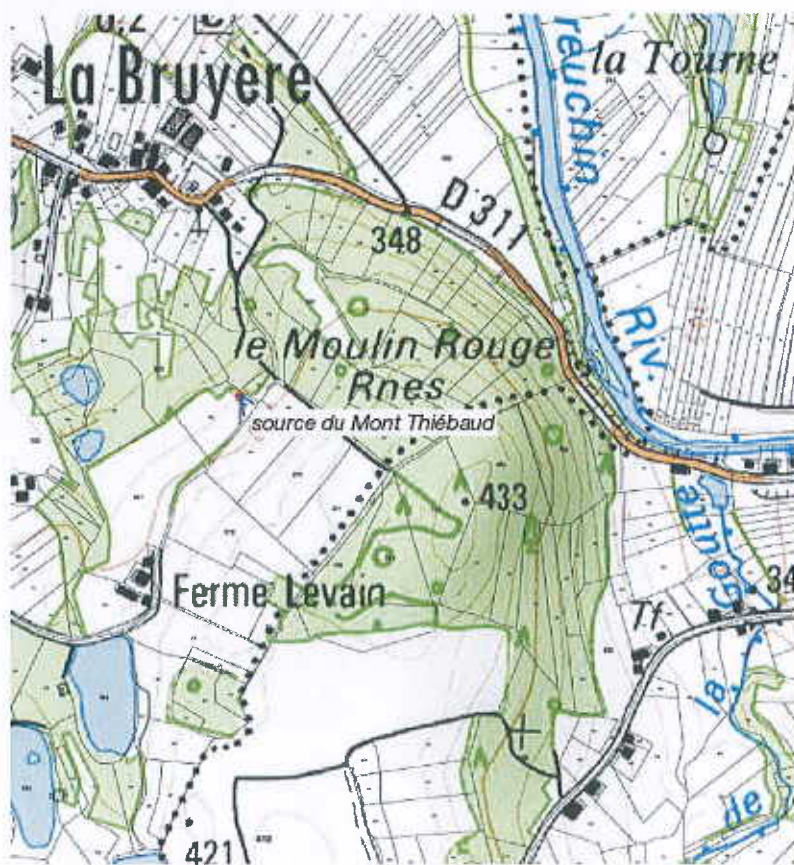 la Tourne
La Bruyère
reuchin
D 311
348
Riv.
le Moulin Rouge
Rnes
source du Mont Thiébaud
433
Goutte
34
Ferme Levain
Tf
la
de
421